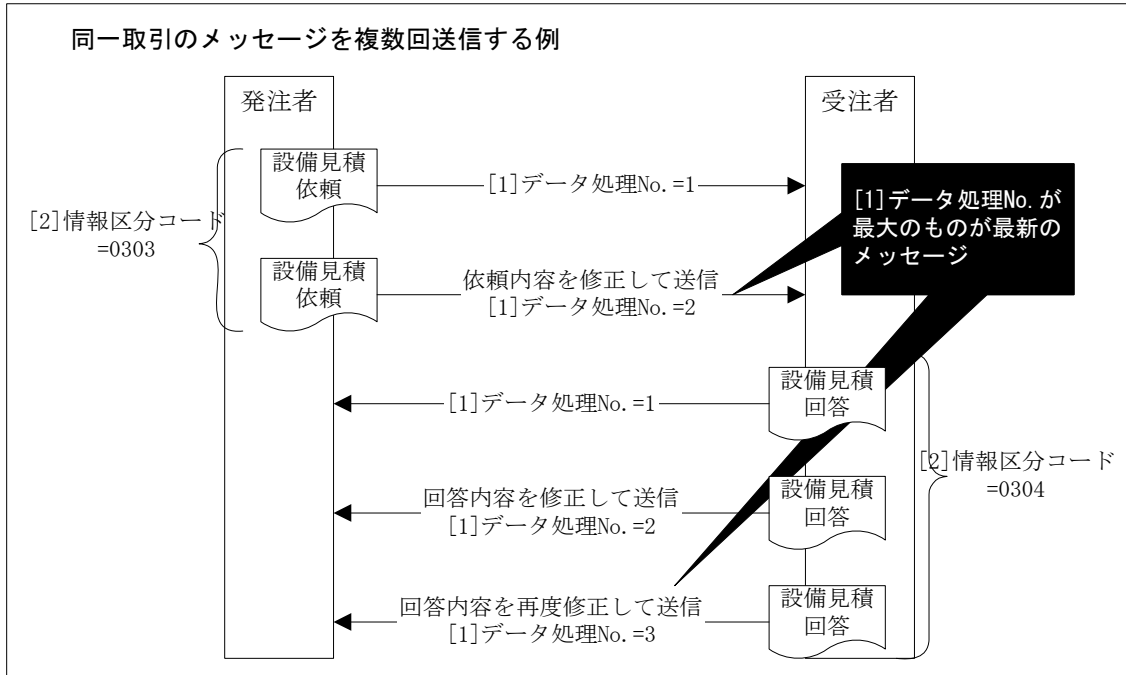 同一取引のメッセージを複数回送信する例
発注者
受注者
設備見積
依頼
[1]データ処理No.=1
[2]情報区分コード
=0303
[1]データ処理No.が
最大のものが最新の
メッセージ
設備見積
依頼
依頼内容を修正して送信
[1]データ処理No.=2
設備見積
回答
[1]データ処理No.=1
[2]情報区分コード
=0304
設備見積
回答
回答内容を修正して送信
[1]データ処理No.=2
設備見積
回答
回答内容を再度修正して送信
[1]データ処理No.=3